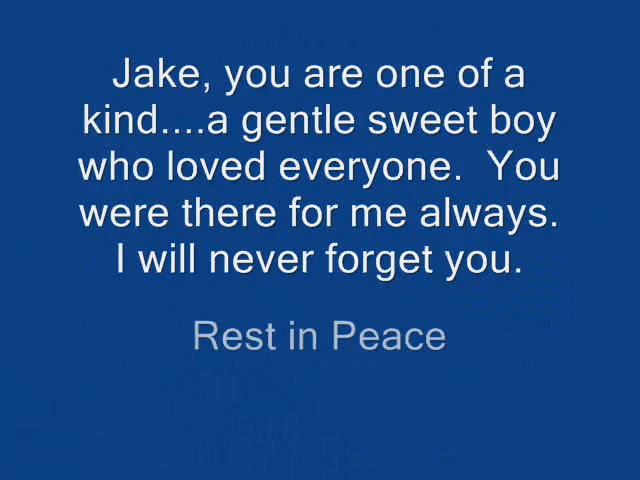 Jake, you are one of a
kind....a gentle sweet boy
who loved everyone.  You
were there for me always.
I will never forget you.
Rest in Peace